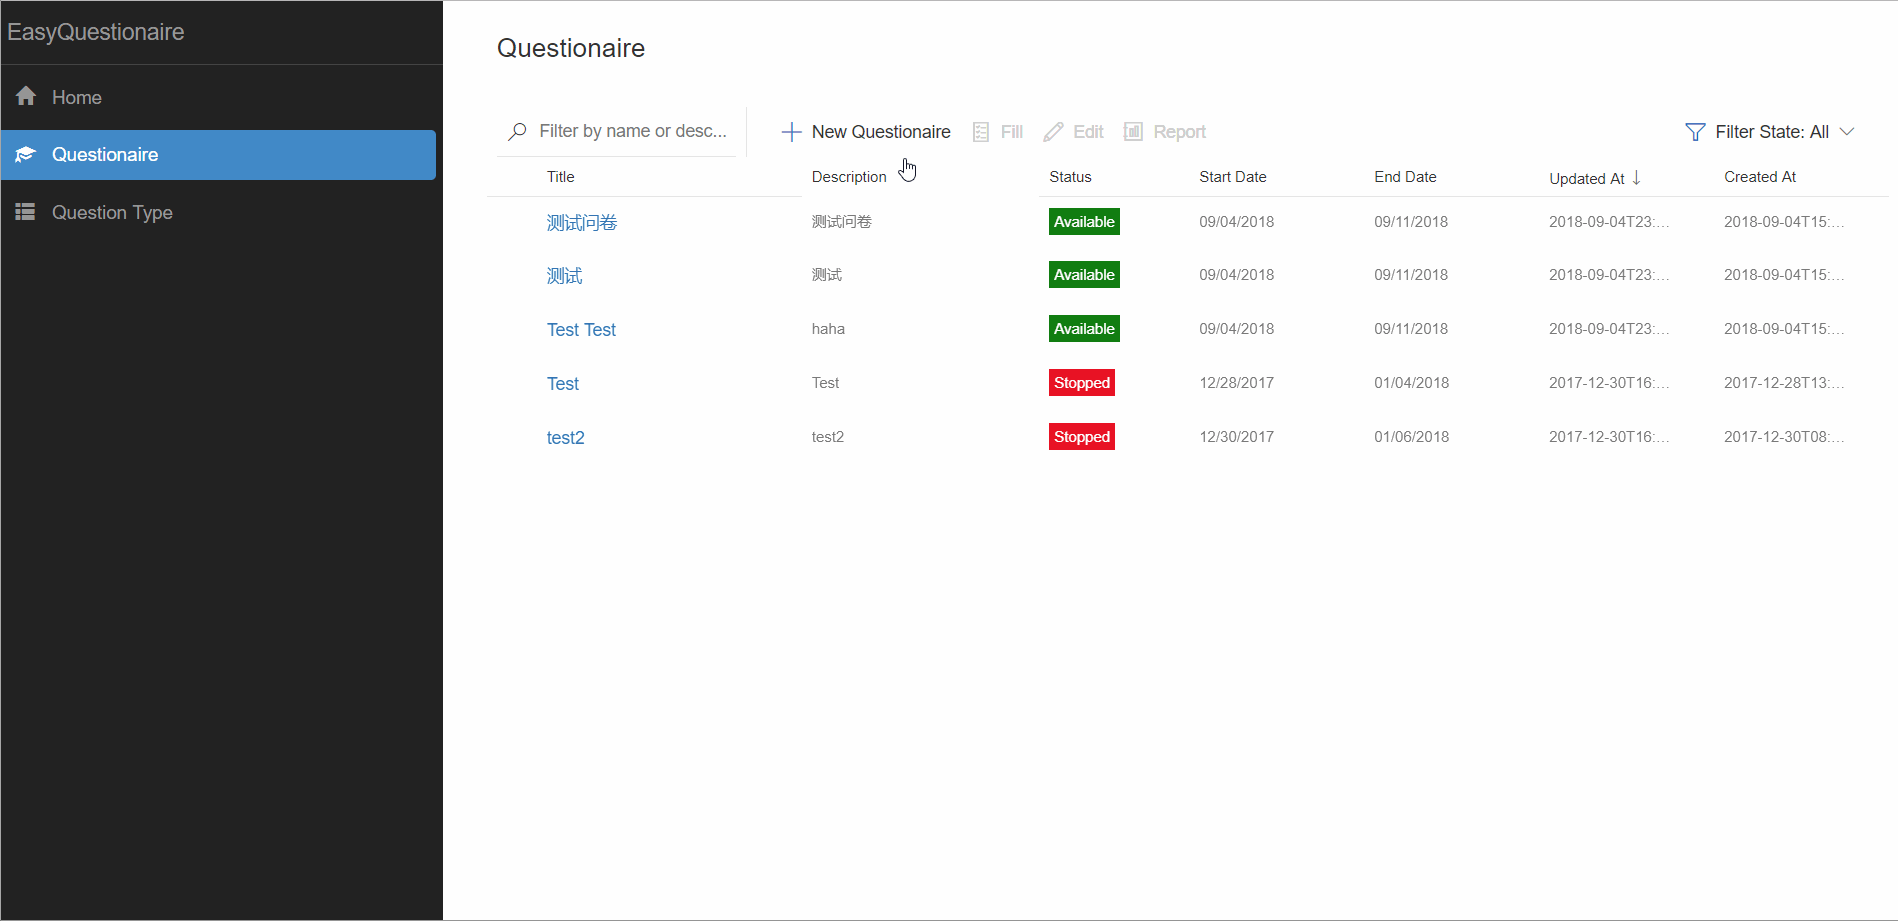 EasyQuestionaire
Home
Questionaire
Question Type
Questionaire
Filter by name or desc... New Questionaire Fill Edit Report Filter State: All
Title Description Status Start Date End Date Updated At Created At
测试问卷 测试问卷 Available 09/04/2018 09/11/2018 2018-09-04T23:... 2018-09-04T15:...
测试 测试 Available 09/04/2018 09/11/2018 2018-09-04T23:... 2018-09-04T15:...
Test Test haha Available 09/04/2018 09/11/2018 2018-09-04T23:... 2018-09-04T15:...
Test Test Stopped 12/28/2017 01/04/2018 2017-12-30T16:... 2017-12-28T13:...
test2 test2 Stopped 12/30/2017 01/06/2018 2017-12-30T16:... 2017-12-30T08:...